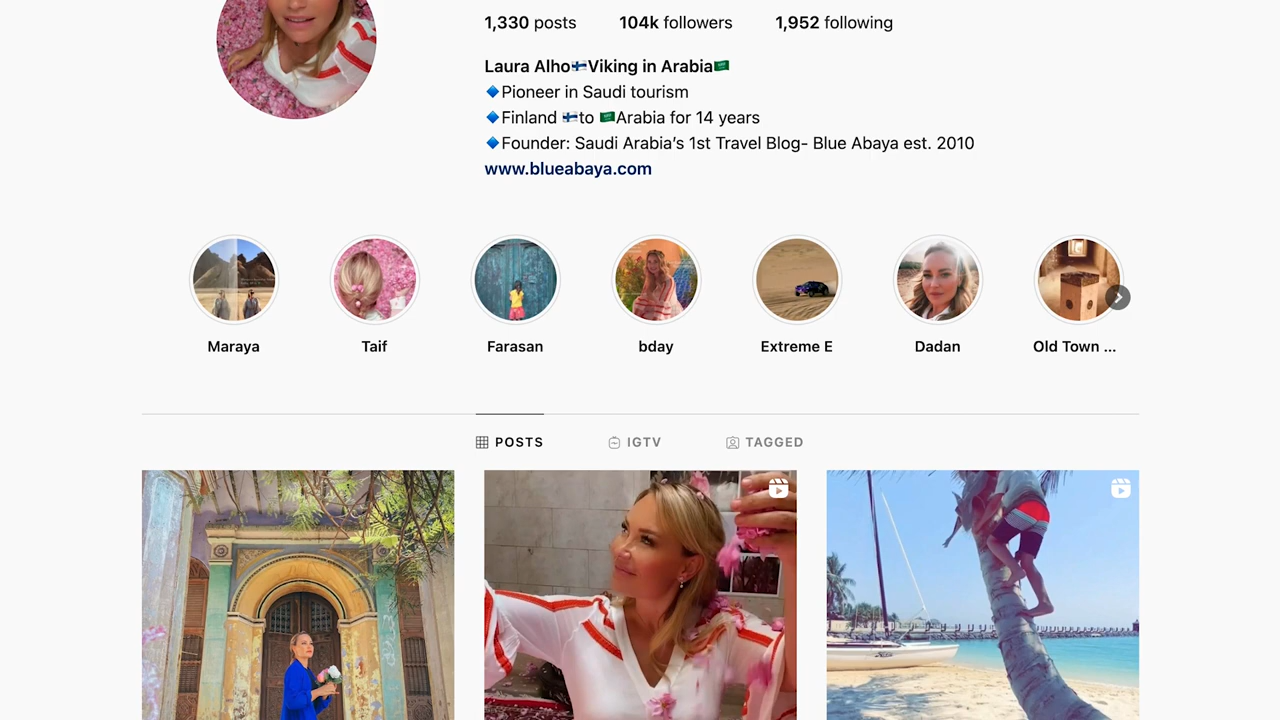 1,330 posts 104k followers 1,952 following
Laura Alho🇫🇮Viking in Arabia🇸🇦
🔹Pioneer in Saudi tourism
🔹Finland 🇫🇮to 🇸🇦Arabia for 14 years
🔹Founder: Saudi Arabia's 1st Travel Blog- Blue Abaya est. 2010
www.blueabaya.com
Maraya Taif Farasan bday Extreme E Dadan Old Town ...
POSTS IGTV TAGGED